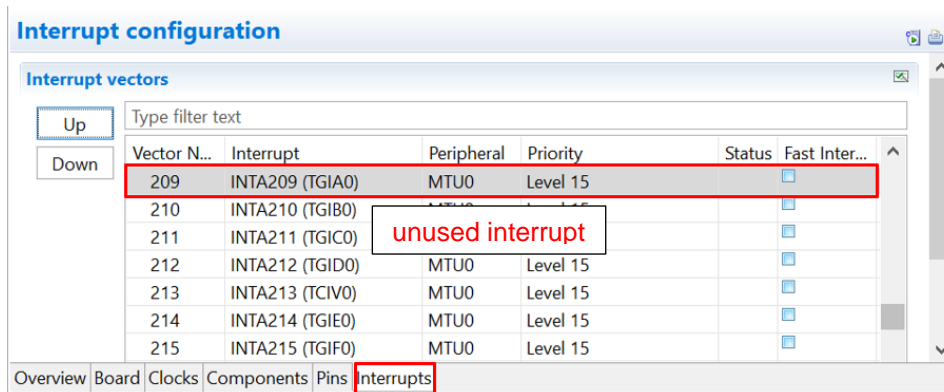 Interrupt configuration
Interrupt vectors
Up
Down
Type filter text
Vector N... Interrupt Peripheral Priority Status Fast Inter...
209 INTA209 (TGIA0) MTU0 Level 15
210 INTA210 (TGIB0)
211 INTA211 (TGIC0)
unused interrupt
212 INTA212 (TGID0) MTU0 Level 15
213 INTA213 (TCIV0) MTU0 Level 15
214 INTA214 (TGIE0) MTU0 Level 15
215 INTA215 (TGIF0) MTU0 Level 15
Overview Board Clocks Components Pins Interrupts